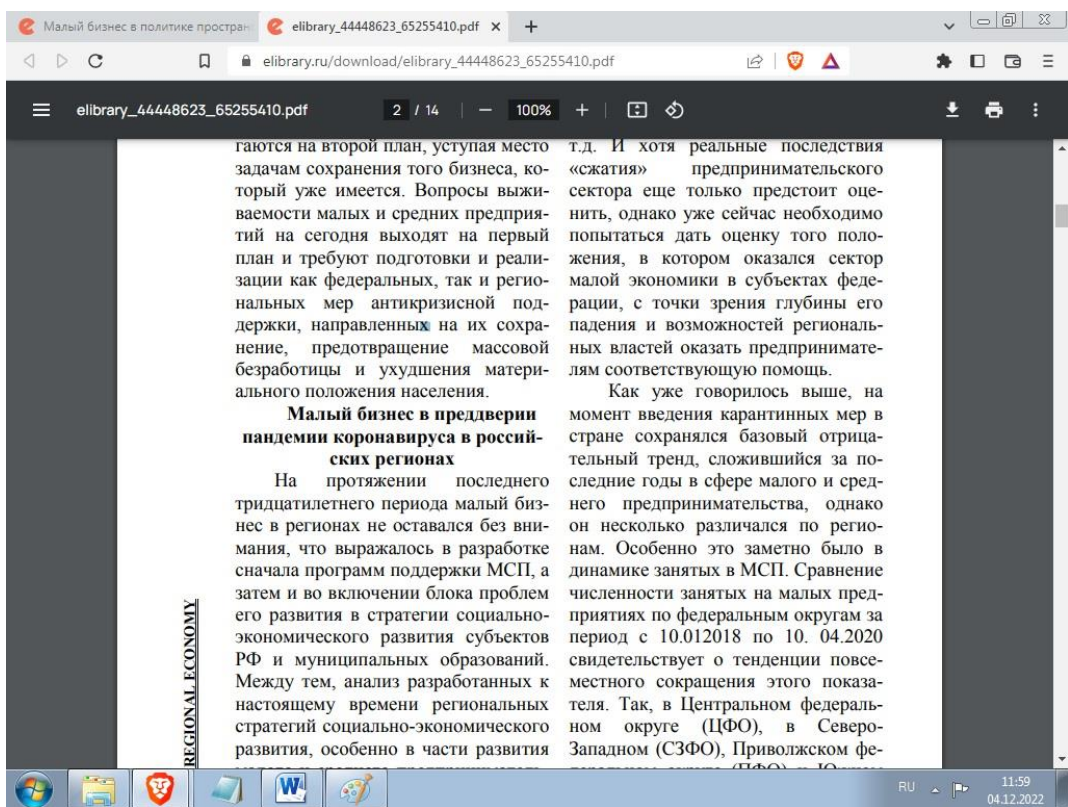 Малый бизнес в политике простран
elibrary_44448623_65255410.pdf
elibrary.ru/download/elibrary_44448623_65255410.pdf
elibrary_44448623_65255410.pdf
2 / 14
100%
гаются на второй план, уступая место
задачам сохранения того бизнеса, ко-
торый уже имеется. Вопросы выжи-
ваемости малых и средних предприя-
тий на сегодня выходят на первый
план и требуют подготовки и реали-
зации как федеральных, так и регио-
нальных мер антикризисной под-
держки, направленных на их сохра-
нение, предотвращение массовой
безработицы и ухудшения матери-
ального положения населения.
Малый бизнес в преддверии
пандемии коронавируса в россий-
ских регионах
На протяжении последнего
тридцатилетнего периода малый биз-
нес в регионах не оставался без вни-
мания, что выражалось в разработке
сначала программ поддержки МСП, а
затем и во включении блока проблем
его развития в стратегии социально-
экономического развития субъектов
РФ и муниципальных образований.
Между тем, анализ разработанных к
настоящему времени региональных
стратегий социально-экономического
развития, особенно в части развития
т.д. И хотя реальные последствия
«сжатия» предпринимательского
сектора еще только предстоит оце-
нить, однако уже сейчас необходимо
попытаться дать оценку того поло-
жения, в котором оказался сектор
малой экономики в субъектах феде-
рации, с точки зрения глубины его
падения и возможностей региональ-
ных властей оказать предпринимате-
лям соответствующую помощь.
Как уже говорилось выше, на
момент введения карантинных мер в
стране сохранялся базовый отрица-
тельный тренд, сложившийся за по-
следние годы в сфере малого и сред-
него предпринимательства, однако
он несколько различался по регио-
нам. Особенно это заметно было в
динамике занятых в МСП. Сравнение
численности занятых на малых пред-
приятиях по федеральным округам за
период с 10.012018 по 10. 04.2020
свидетельствует о тенденции повсе-
местного сокращения этого показа-
теля. Так, в Центральном федераль-
ном округе (ЦФО), в Северо-
Западном (СЗФО), Приволжском фе-
REGIONAL ECONOMY
RU
11:59
04.12.2022